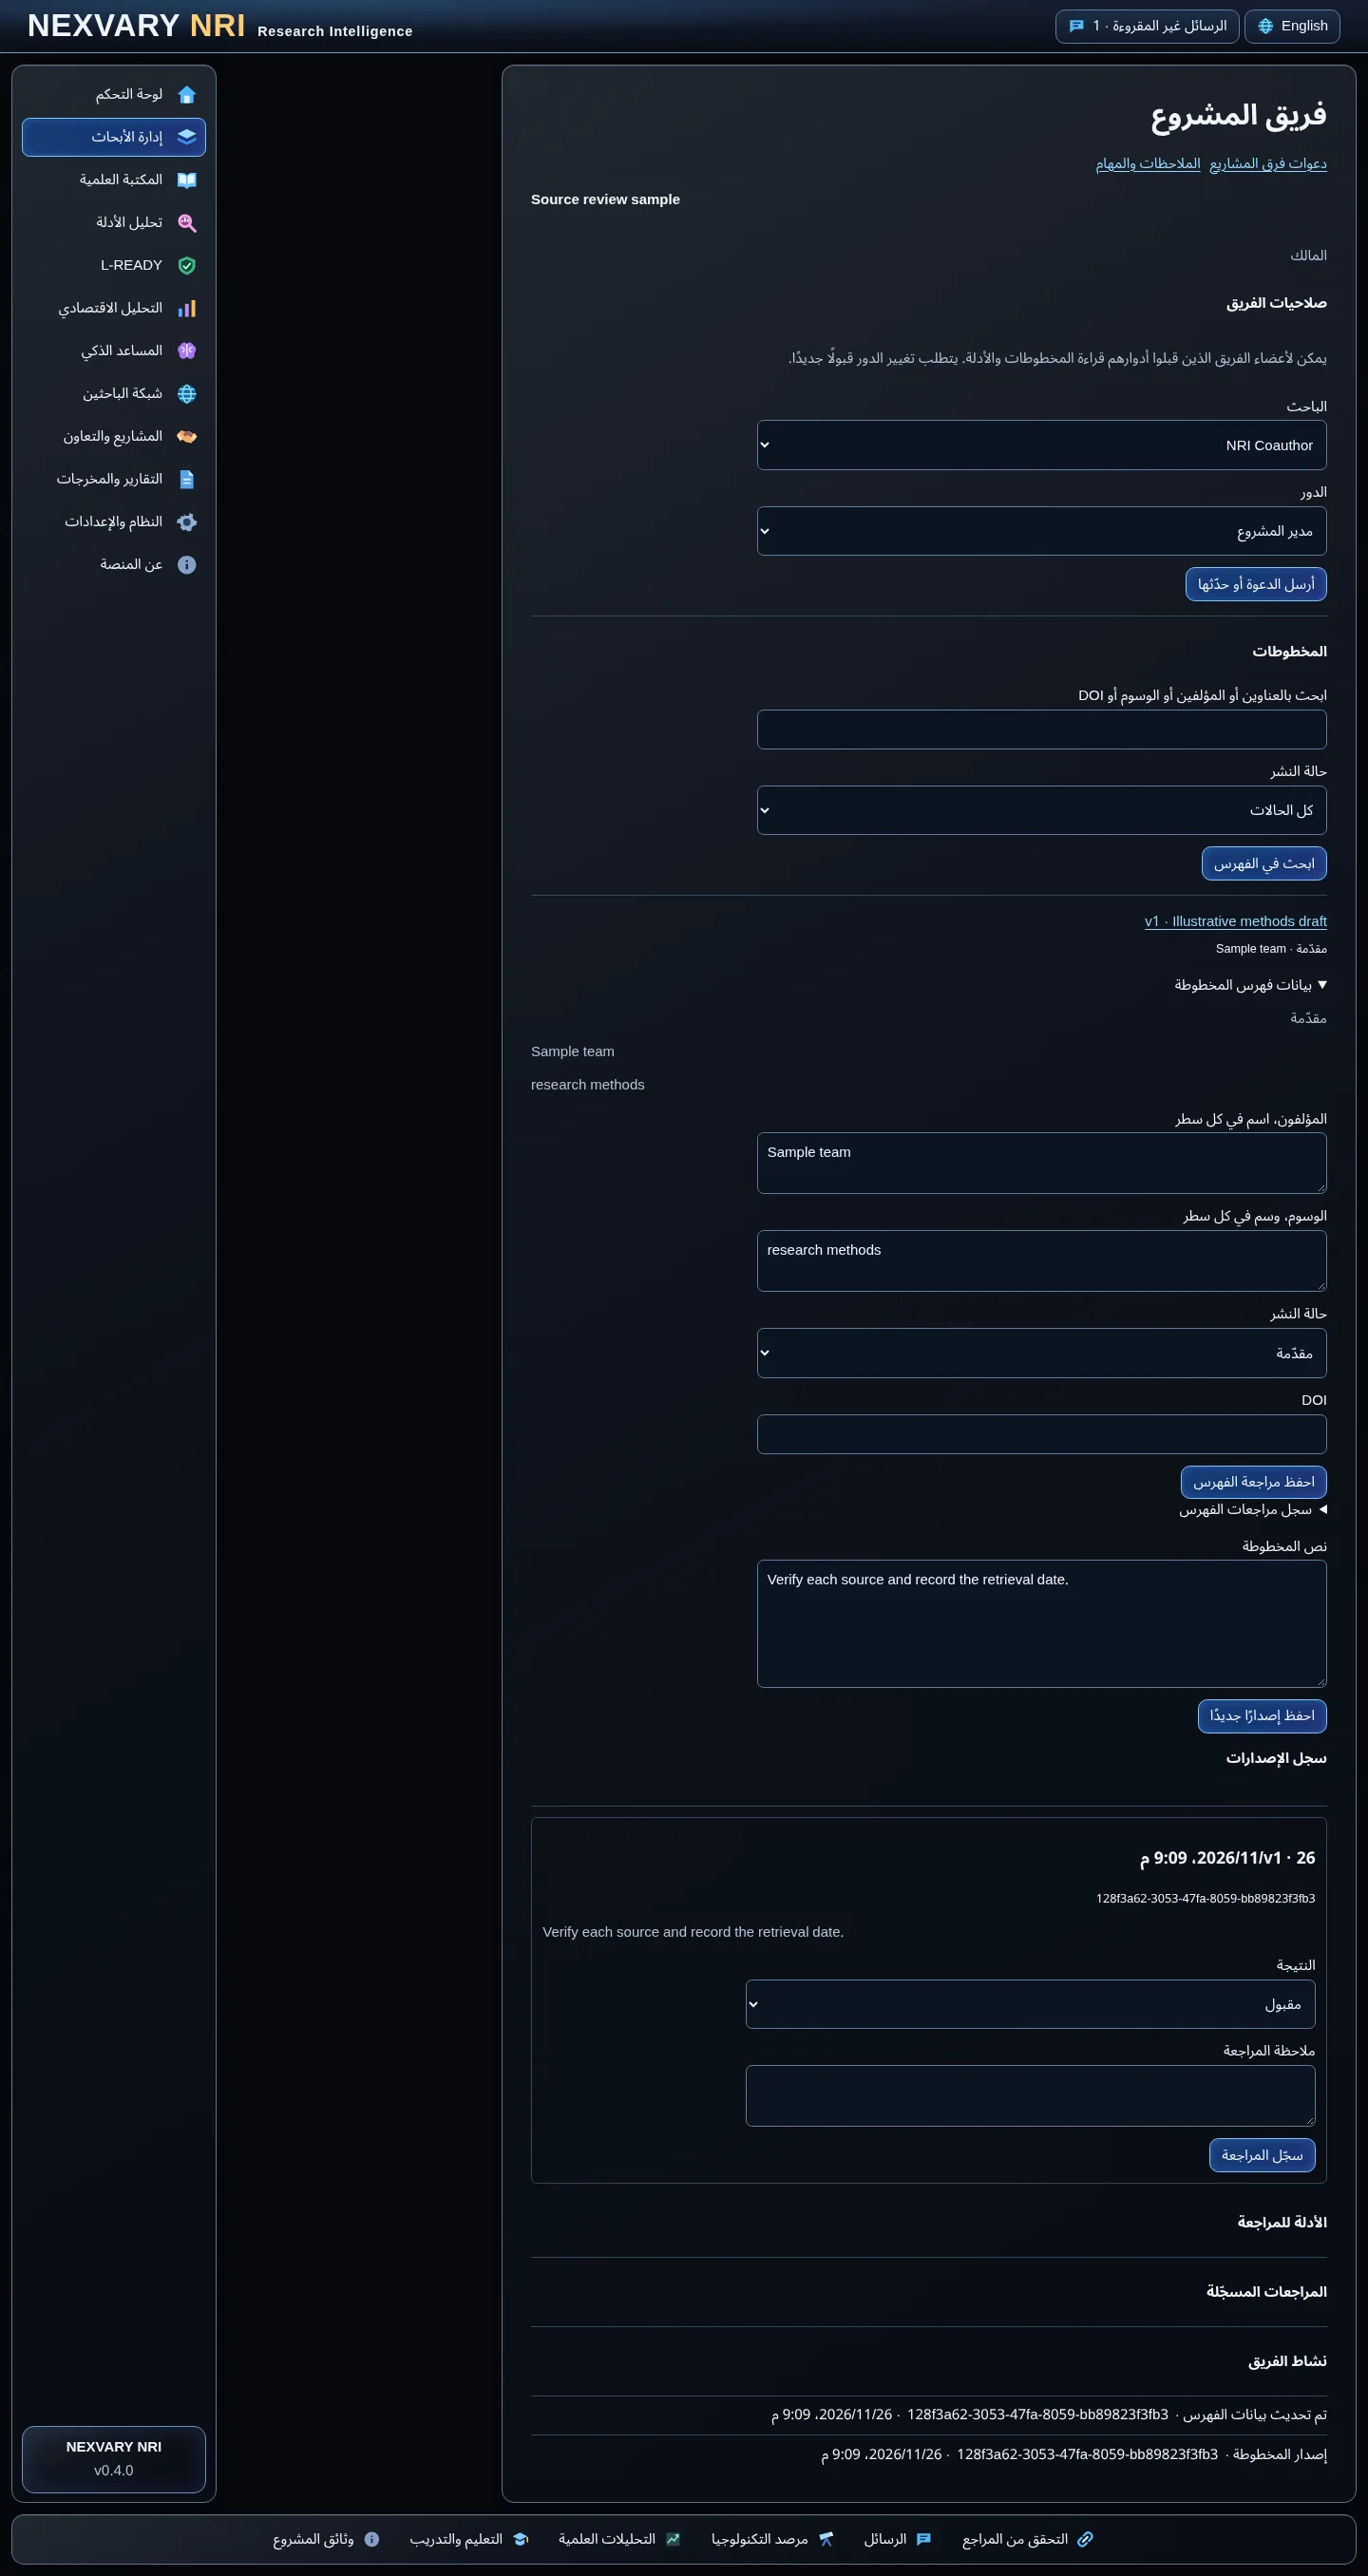 NEXVARY NRI Research Intelligence
الرسائل غير المقروءة · 1
English
لوحة التحكم
إدارة الأبحاث
المكتبة العلمية
تحليل الأدلة
L-READY
التحليل الاقتصادي
المساعد الذكي
شبكة الباحثين
المشاريع والتعاون
التقارير والمخرجات
النظام والإعدادات
عن المنصة
NEXVARY NRI
v0.4.0
فريق المشروع
دعوات فرق المشاريع الملاحظات والمهام
Source review sample
المالك
صلاحيات الفريق
يمكن لأعضاء الفريق الذين قبلوا أدوارهم قراءة المخطوطات والأدلة. يتطلب تغيير الدور قبولًا جديدًا.
الباحث
NRI Coauthor
الدور
مدير المشروع
أرسل الدعوة أو حدّثها
المخطوطات
ابحث بالعناوين أو المؤلفين أو الوسوم أو DOI
حالة النشر
كل الحالات
ابحث في الفهرس
v1 · Illustrative methods draft
مقدّمة · Sample team
بيانات فهرس المخطوطة
مقدّمة
Sample team
research methods
المؤلفون، اسم في كل سطر
Sample team
الوسوم، وسم في كل سطر
research methods
حالة النشر
مقدّمة
DOI
احفظ مراجعة الفهرس
سجل مراجعات الفهرس
نص المخطوطة
Verify each source and record the retrieval date.
احفظ إصدارًا جديدًا
سجل الإصدارات
v1 · 26/11/2026، 9:09 م
128f3a62-3053-47fa-8059-bb89823f3fb3
Verify each source and record the retrieval date.
النتيجة
مقبول
ملاحظة المراجعة
سجّل المراجعة
الأدلة للمراجعة
المراجعات المسجّلة
نشاط الفريق
تم تحديث بيانات الفهرس · 128f3a62-3053-47fa-8059-bb89823f3fb3 · 2026/11/26، 9:09 م
إصدار المخطوطة · 128f3a62-3053-47fa-8059-bb89823f3fb3 · 2026/11/26، 9:09 م
التحقق من المراجع
الرسائل
مرصد التكنولوجيا
التحليلات العلمية
التعليم والتدريب
وثائق المشروع